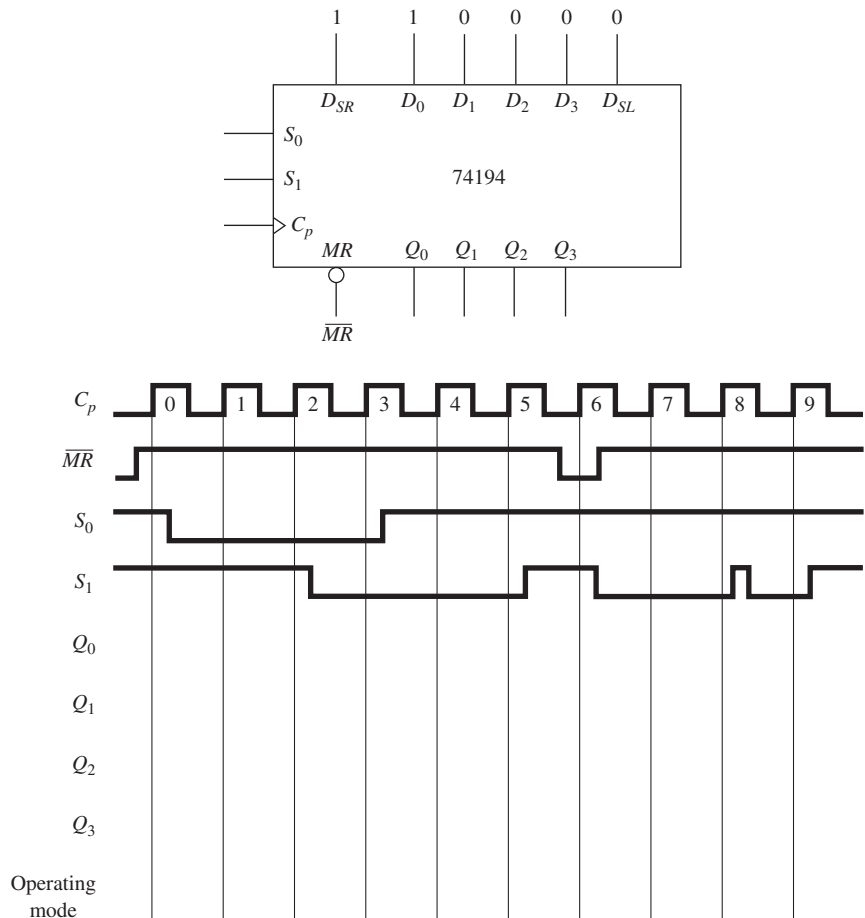 1 1 0 0 0 0
D_SR D_0 D_1 D_2 D_3 D_SL
S_0
S_1 74194
C_p
MR Q_0 Q_1 Q_2 Q_3
\overline{MR}
C_p 0 1 2 3 4 5 6 7 8 9
\overline{MR}
S_0
S_1
Q_0
Q_1
Q_2
Q_3
Operating
mode